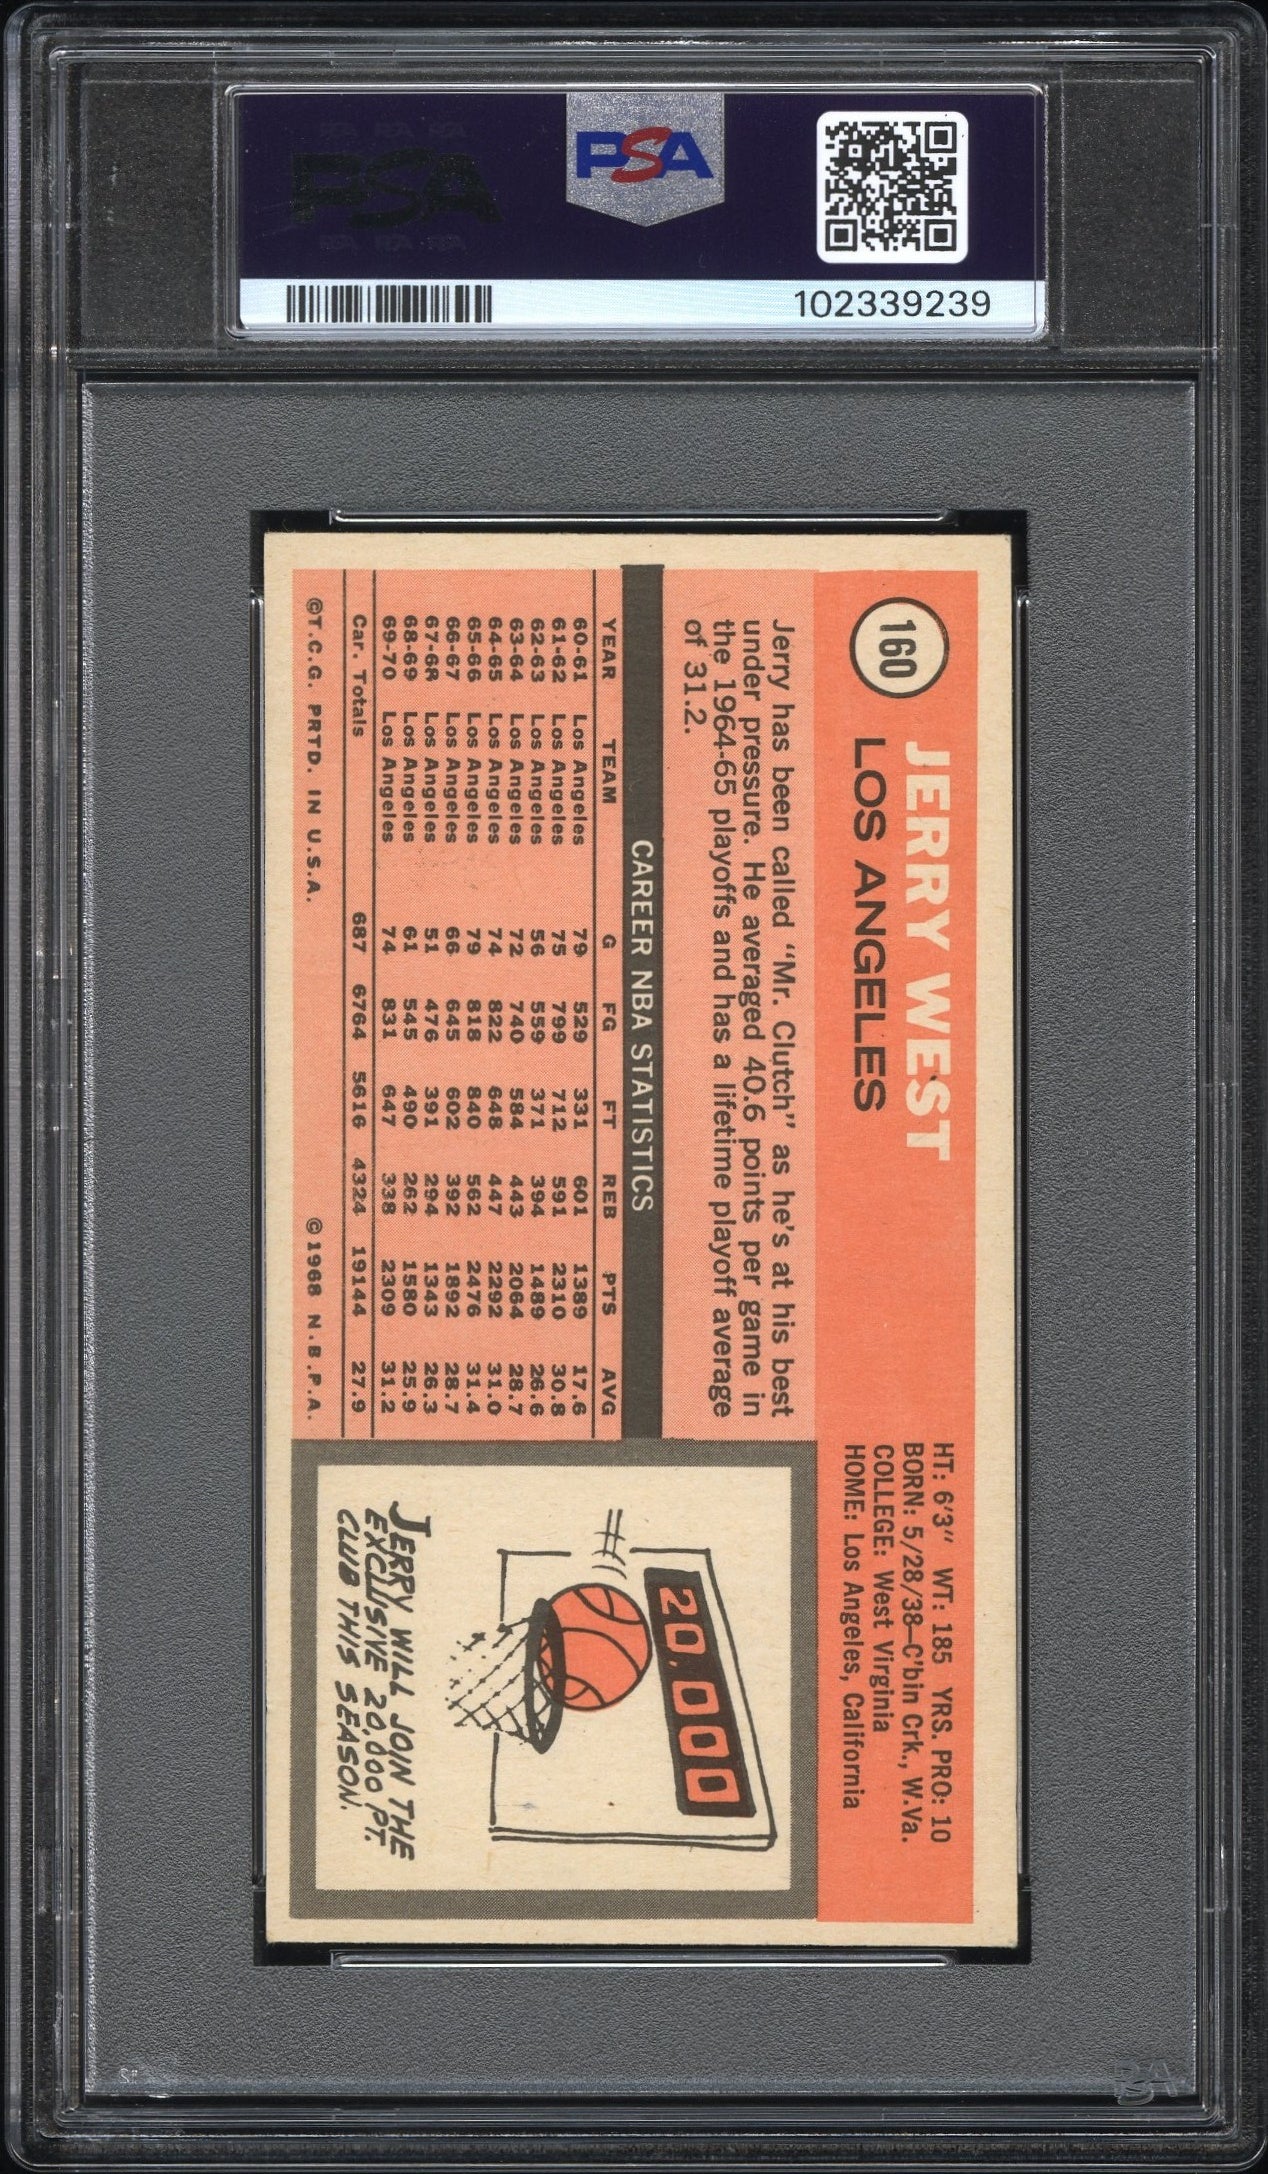 PSA
PSA
102339239
160
JERRY WEST
LOS ANGELES
HT: 6'3" WT: 185 YRS. PRO: 10
BORN: 5/28/38—C'bin Crk., W.Va.
COLLEGE: West Virginia
HOME: Los Angeles, California
Jerry has been called "Mr. Clutch" as he's at his best
under pressure. He averaged 40.6 points per game in
the 1964-65 playoffs and has a lifetime playoff average
of 31.2.
CAREER NBA STATISTICS
YEAR TEAM G FG FT REB PTS AVG
60-61 Los Angeles 79 529 331 601 1389 17.6
61-62 Los Angeles 75 799 712 591 2310 30.8
62-63 Los Angeles 56 559 371 394 1489 26.6
63-64 Los Angeles 72 740 584 443 2064 28.7
64-65 Los Angeles 74 822 648 447 2292 31.0
65-66 Los Angeles 79 818 840 562 2476 31.4
66-67 Los Angeles 66 645 602 392 1892 28.7
67-68 Los Angeles 51 476 391 294 1343 26.3
68-69 Los Angeles 61 545 490 262 1580 25.9
69-70 Los Angeles 74 831 647 338 2309 31.2
Car. Totals 687 6764 5616 4324 19144 27.9
©T.C.G. PRTD. IN U.S.A. ©1968 N.B.P.A.
20,000
JERRY WILL JOIN THE
EXCLUSIVE 20,000 PT.
CLUB THIS SEASON.
PSA